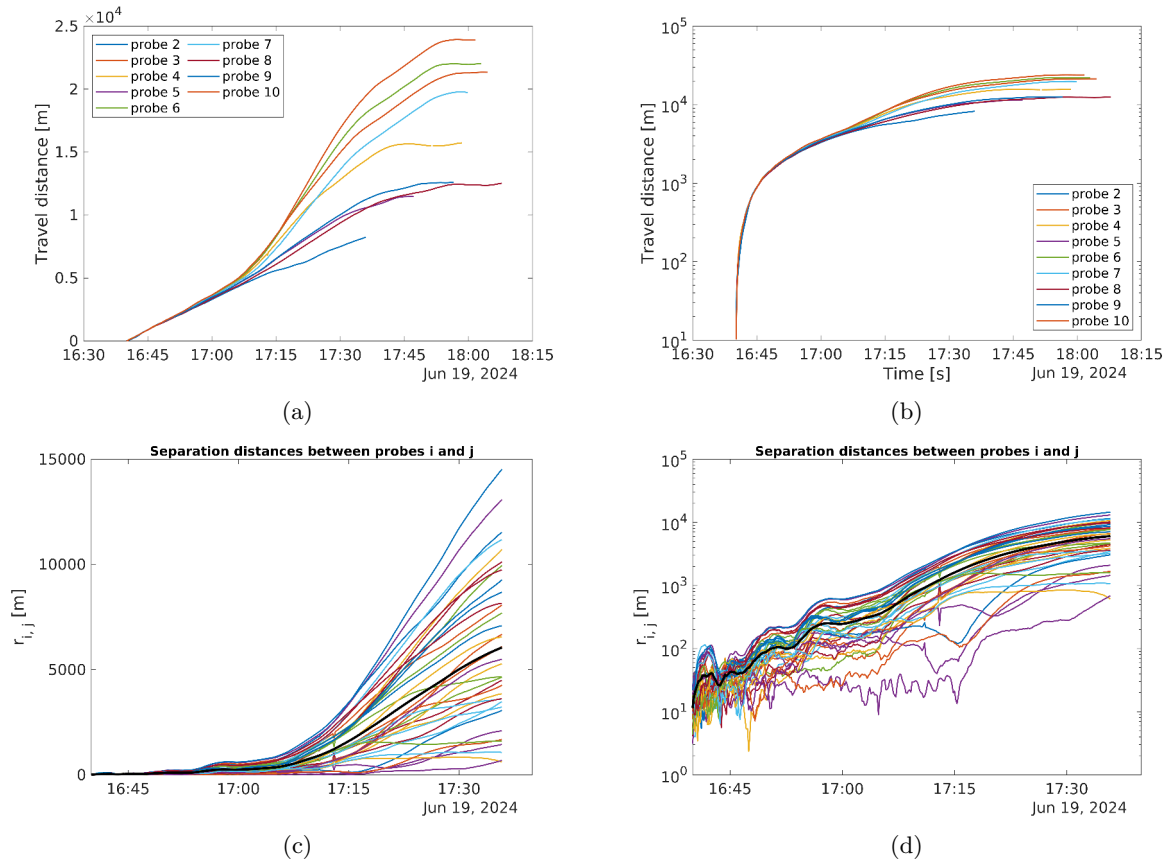 2.5 ×10⁴
2
1.5
1
0.5
0
Travel distance [m]
probe 2 probe 7
probe 3 probe 8
probe 4 probe 9
probe 5 probe 10
probe 6
16:30 16:45 17:00 17:15 17:30 17:45 18:00 18:15
Jun 19, 2024
(a)
10⁵
10⁴
10³
10²
10¹
Travel distance [m]
probe 2
probe 3
probe 4
probe 5
probe 6
probe 7
probe 8
probe 9
probe 10
16:30 16:45 17:00 17:15 17:30 17:45 18:00 18:15
Time [s] Jun 19, 2024
(b)
Separation distances between probes i and j
15000
10000
5000
0
r_{i, j} [m]
16:45 17:00 17:15 17:30
Jun 19, 2024
(c)
Separation distances between probes i and j
10⁵
10⁴
10³
10²
10¹
10⁰
r_{i, j} [m]
16:45 17:00 17:15 17:30
Jun 19, 2024
(d)